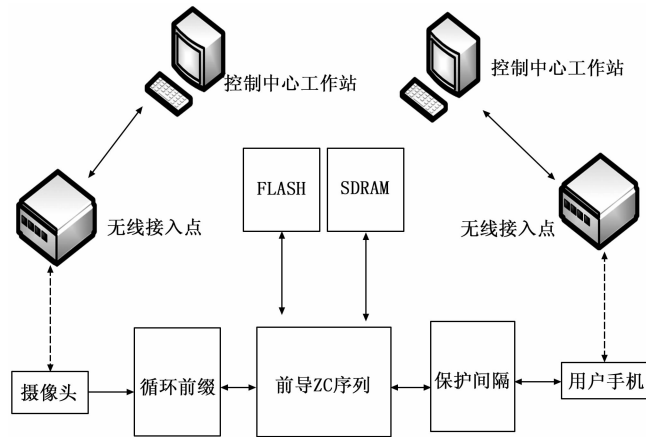 控制中心工作站
控制中心工作站
FLASH
SDRAM
无线接入点
无线接入点
摄像头
循环前缀
前导ZC序列
保护间隔
用户手机